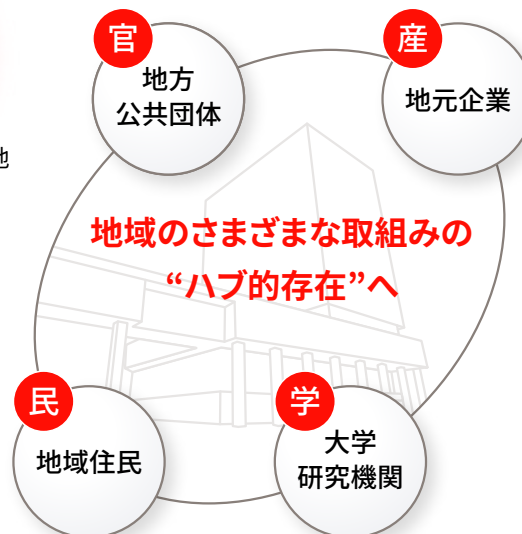 官
地方
公共団体
産
地元企業
地
地域のさまざまな取組みの
“ハブ的存在”へ
民
地域住民
学
大学
研究機関